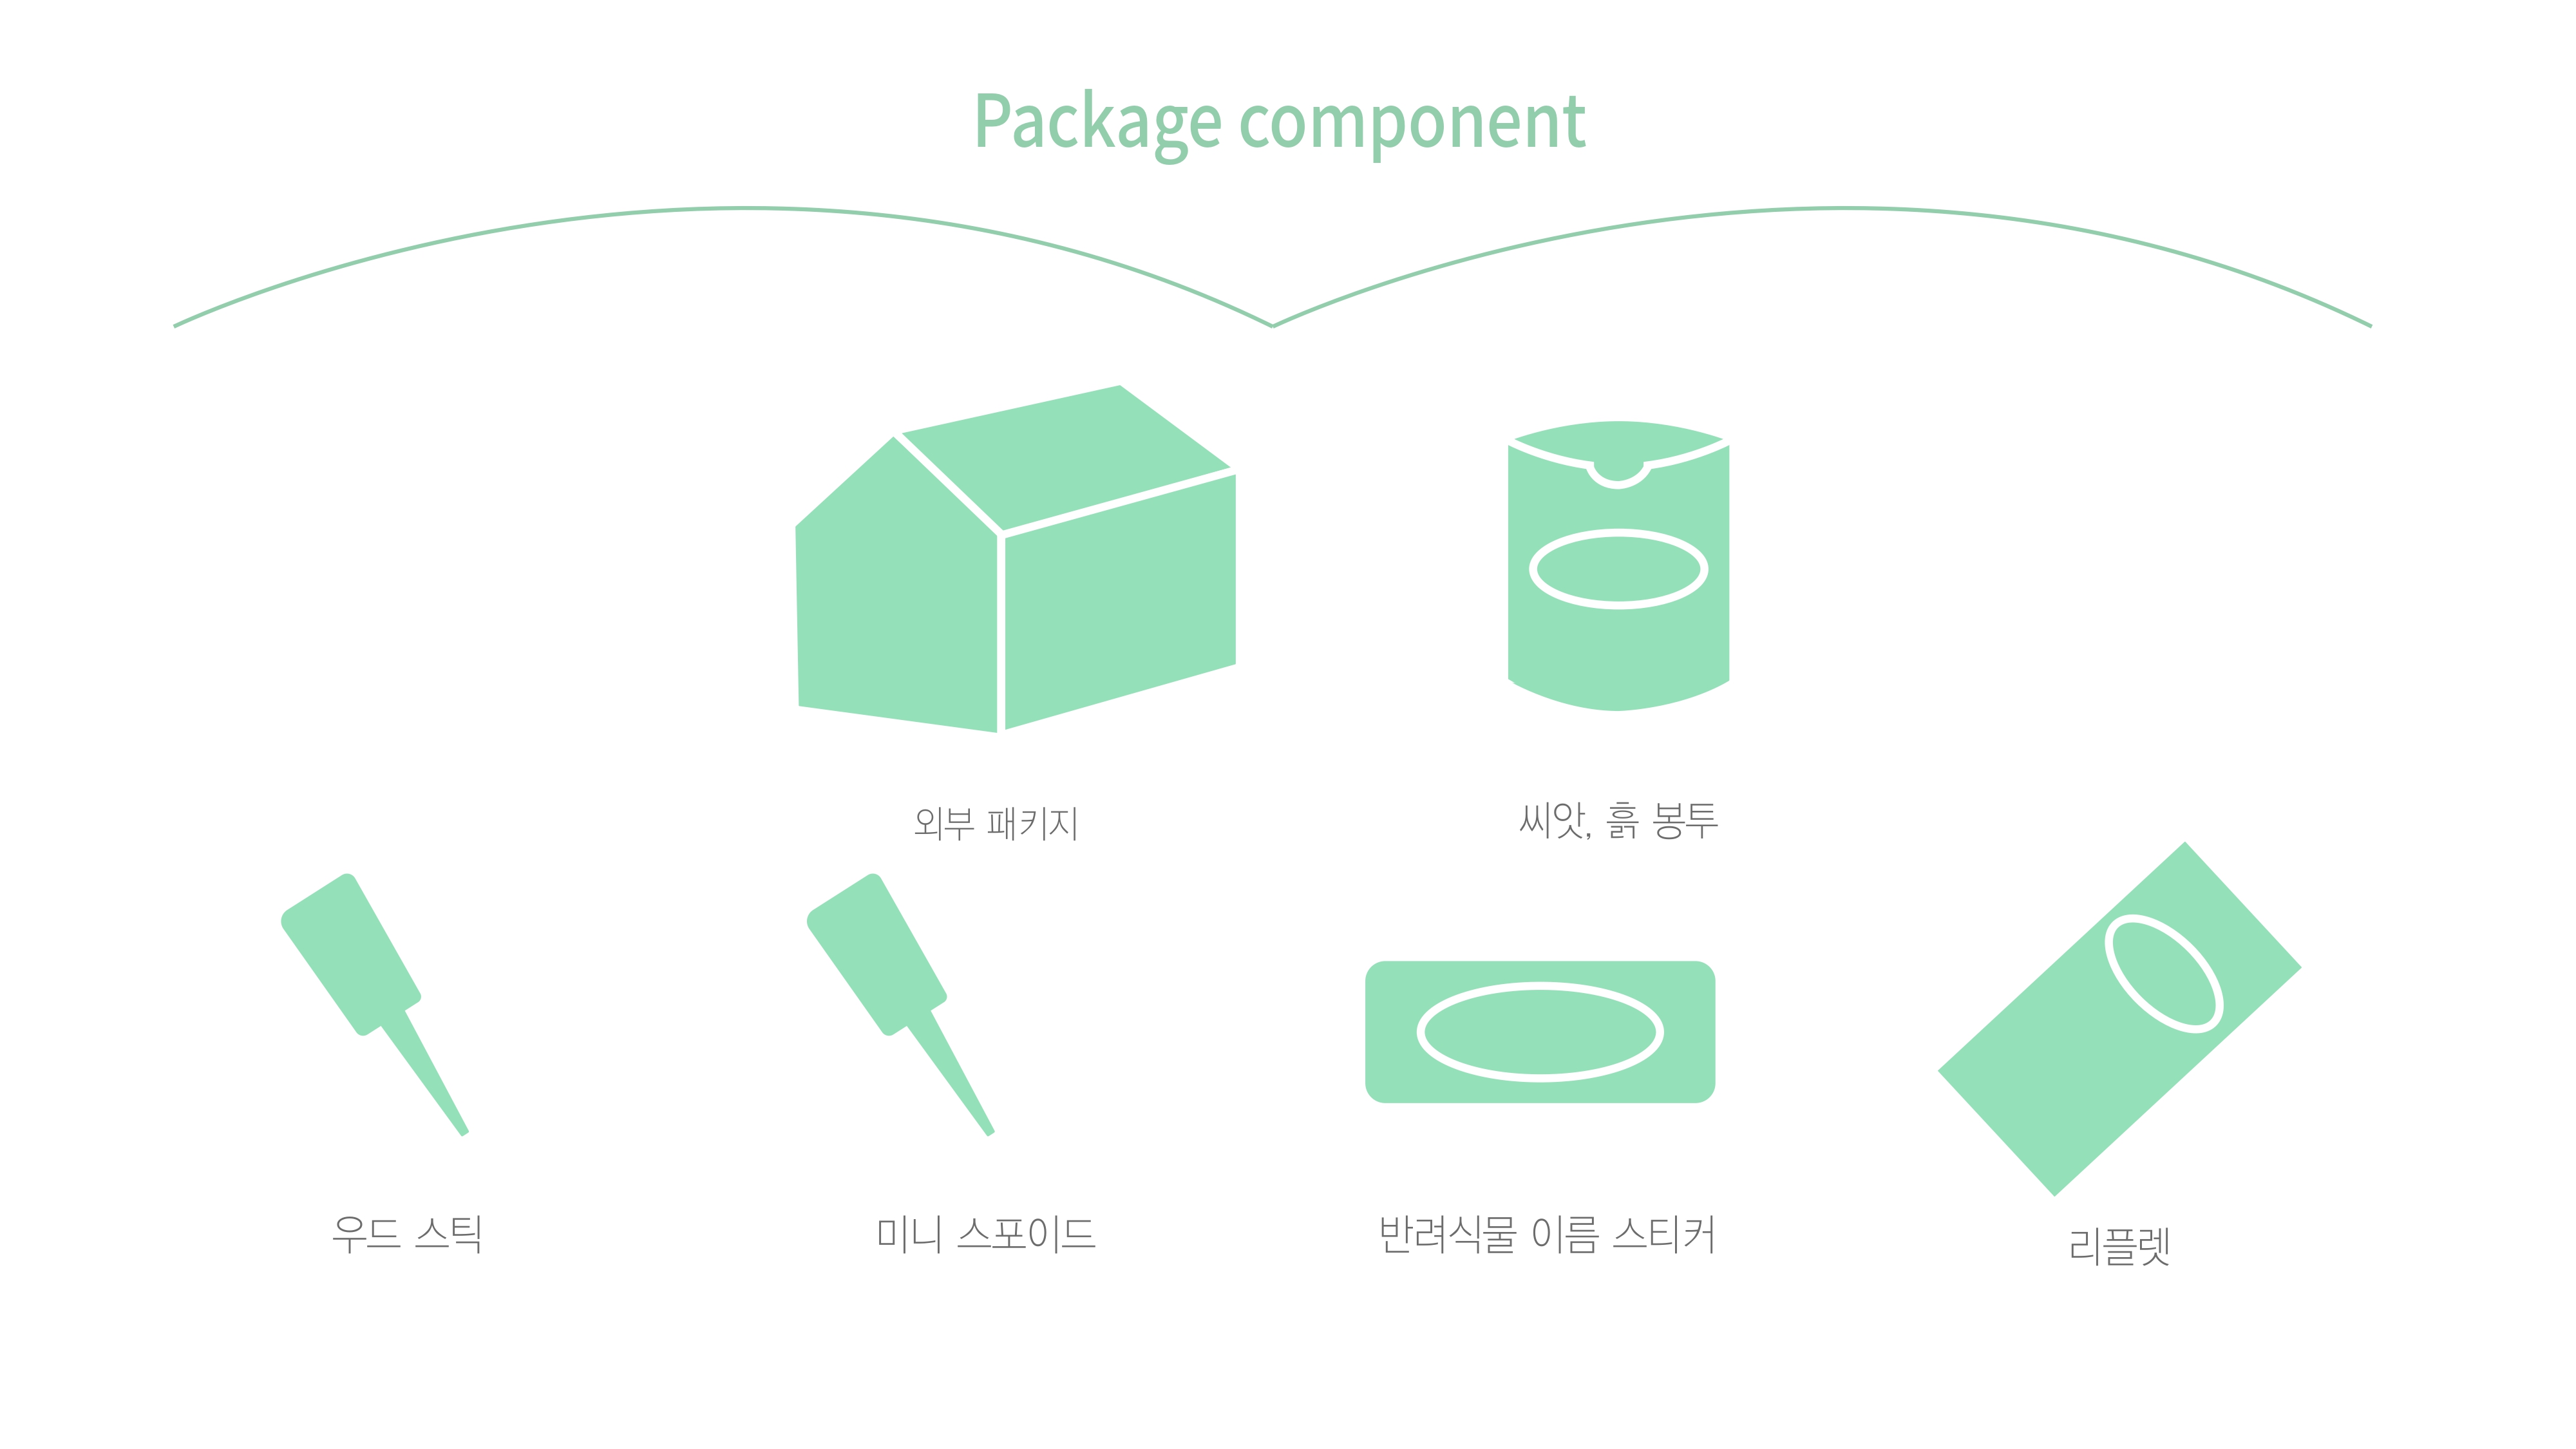 Package component
외부 패키지
씨앗, 흙 봉투
우드 스틱
미니 스포이드
반려식물 이름 스티커
리플렛